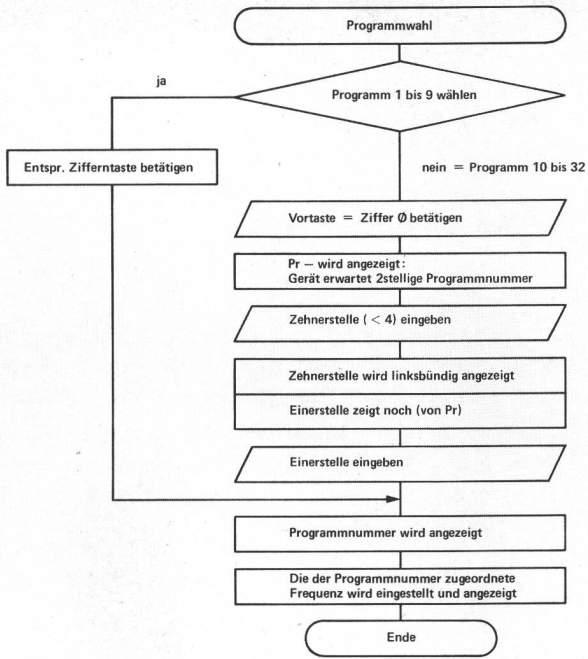 Programmwahl
ja
Programm 1 bis 9 wählen
Entspr. Zifferntaste betätigen
nein = Programm 10 bis 32
Vortaste = Ziffer Ø betätigen
Pr – wird angezeigt:
Gerät erwartet 2stellige Programmnummer
Zehnerstelle ( < 4) eingeben
Zehnerstelle wird linksbündig angezeigt
Einerstelle zeigt noch (von Pr)
Einerstelle eingeben
Programmnummer wird angezeigt
Die der Programmnummer zugeordnete
Frequenz wird eingestellt und angezeigt
Ende